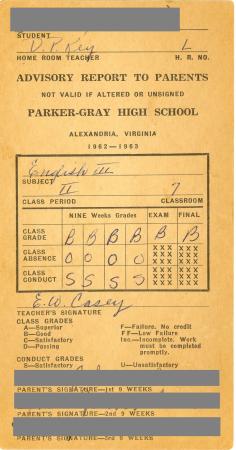 STUDENT
D. P. Key L
HOME ROOM TEACHER H. R. NO.
ADVISORY REPORT TO PARENTS
NOT VALID IF ALTERED OR UNSIGNED
PARKER-GRAY HIGH SCHOOL
ALEXANDRIA, VIRGINIA
1962-1963
English III
SUBJECT
II 7
CLASS PERIOD CLASSROOM
NINE Weeks Grades EXAM FINAL
CLASS GRADE B B B B B B
CLASS ABSENCE 0 0 0 0 XXX XXX XXX XXX
CLASS CONDUCT S S S S XXX XXX XXX XXX
E. W. Casey
TEACHER'S SIGNATURE
CLASS GRADES
A—Superior F—Failure. No credit
B—Good FF—Low Failure
C—Satisfactory Inc.—Incomplete. Work
D—Passing must be completed
promptly.
CONDUCT GRADES
S—Satisfactory
PARENT'S SIGNATURE—1st 9 WEEKS
PARENT'S SIGNATURE—2nd 9 WEEKS
PARENT'S SIGNATURE—3rd 9 WEEKS